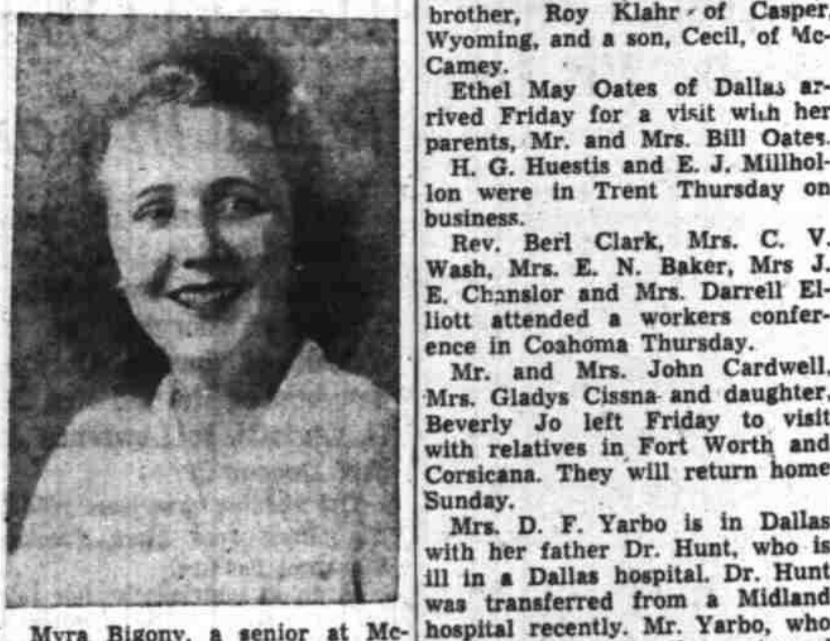 Myra Bigony, a senior at Mc-
brother, Roy Klahr of Casper,
Wyoming, and a son, Cecil, of Mc-
Camey.
Ethel May Oates of Dallas ar-
rived Friday for a visit with her
parents, Mr. and Mrs. Bill Oates.
H. G. Huestis and E. J. Millhol-
lon were in Trent Thursday on
business.
Rev. Berl Clark, Mrs. C. V.
Wash, Mrs. E. N. Baker, Mrs J.
E. Chanslor and Mrs. Darrell El-
liott attended a workers confer-
ence in Coahoma Thursday.
Mr. and Mrs. John Cardwell,
Mrs. Gladys Cissna and daughter,
Beverly Jo left Friday to visit
with relatives in Fort Worth and
Corsicana. They will return home
Sunday.
Mrs. D. F. Yarbo is in Dallas
with her father Dr. Hunt, who is
ill in a Dallas hospital. Dr. Hunt
was transferred from a Midland
hospital recently. Mr. Yarbo, who